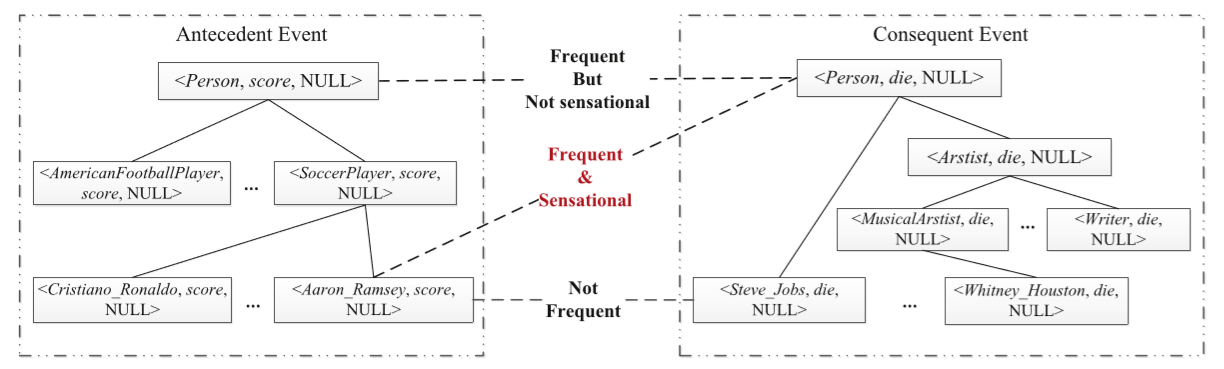 Antecedent Event
<Person, score, NULL>
<AmericanFootballPlayer,
score, NULL>
...
<SoccerPlayer, score,
NULL>
<Cristiano_Ronaldo, score,
NULL>
...
<Aaron_Ramsey, score,
NULL>
Frequent
But
Not sensational
Frequent
&
Sensational
Not
Frequent
Consequent Event
<Person, die, NULL>
<Arstist, die, NULL>
<MusicalArstist, die,
NULL>
...
<Writer, die,
NULL>
<Steve_Jobs, die,
NULL>
...
<Whitney_Houston, die,
NULL>